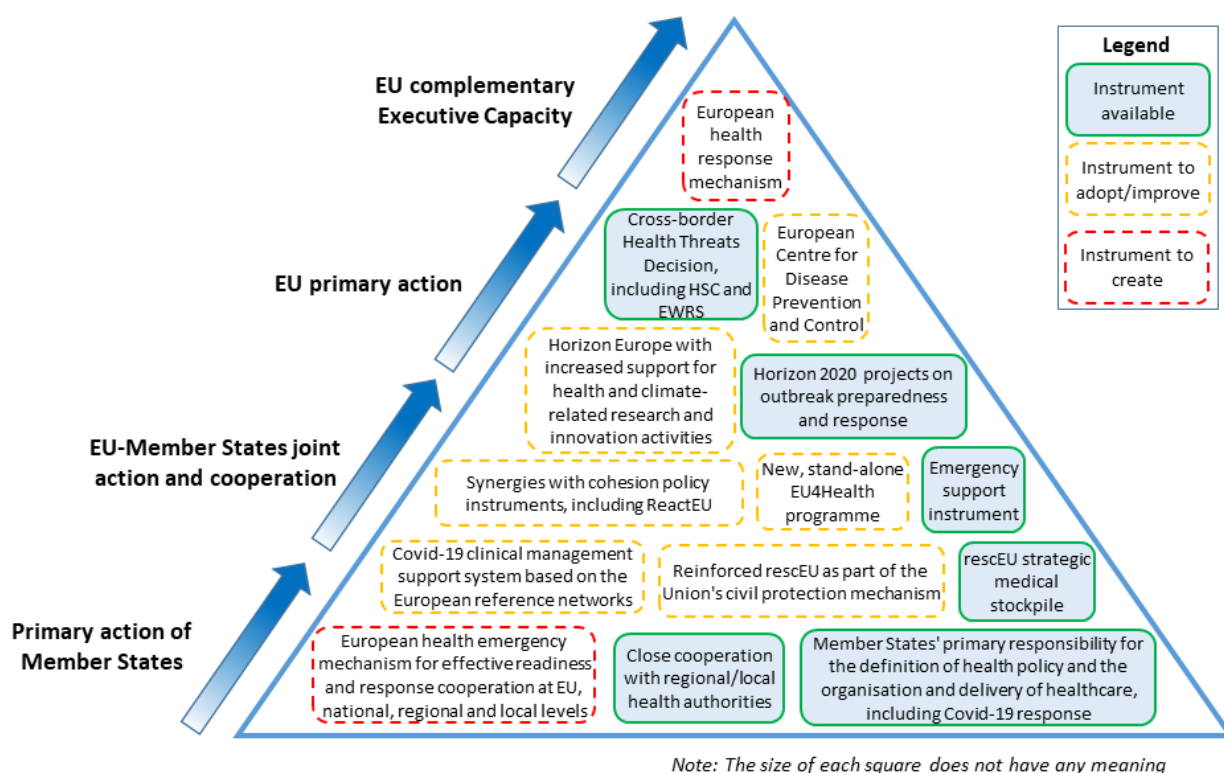 EU complementary
Executive Capacity
EU primary action
EU-Member States joint
action and cooperation
Primary action of
Member States
European
health
response
mechanism
Cross-border
Health Threats
Decision,
including HSC and
EWRS
European
Centre for
Disease
Prevention
and Control
Horizon Europe with
increased support for
health and climate-
related research and
innovation activities
Horizon 2020 projects on
outbreak preparedness
and response
Synergies with cohesion policy
instruments, including ReactEU
New, stand-alone
EU4Health
programme
Emergency
support
instrument
Covid-19 clinical management
support system based on the
European reference networks
Reinforced rescEU as part of the
Union's civil protection mechanism
rescEU strategic
medical
stockpile
European health emergency
mechanism for effective readiness
and response cooperation at EU,
national, regional and local levels
Close cooperation
with regional/local
health authorities
Member States' primary responsibility for
the definition of health policy and the
organisation and delivery of healthcare,
including Covid-19 response
Legend
Instrument
available
Instrument to
adopt/improve
Instrument to
create
Note: The size of each square does not have any meaning